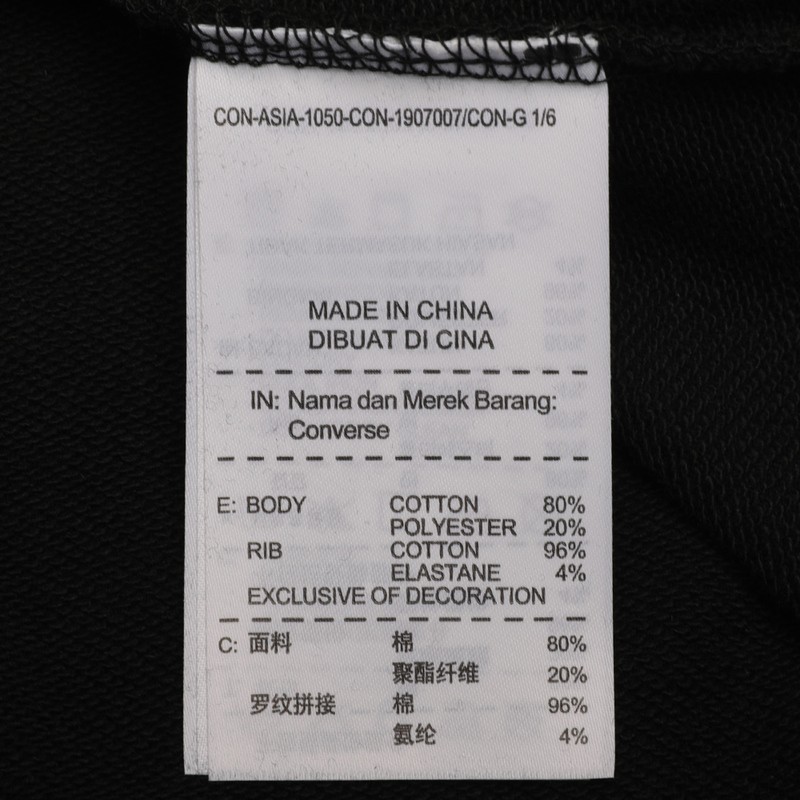 CON-ASIA-1050-CON-1907007/CON-G 1/6
MADE IN CHINA
DIBUAT DI CINA
IN: Nama dan Merek Barang:
Converse
E: BODY COTTON 80%
POLYESTER 20%
RIB COTTON 96%
ELASTANE 4%
EXCLUSIVE OF DECORATION
C: 面料 棉 80%
聚酯纤维 20%
罗纹拼接 棉 96%
氨纶 4%